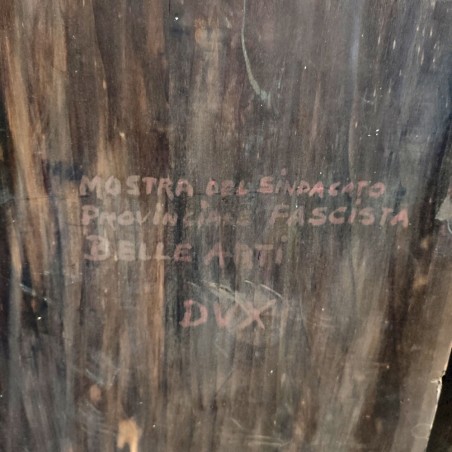 MOSTRA DEL SINDACATO
PROVINCIALE FASCISTA
BELLE ARTI
DVX